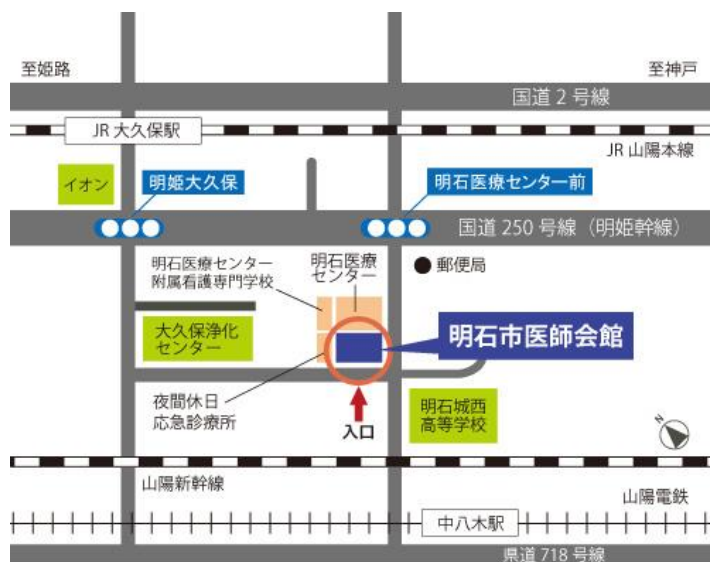 至姫路
至神戸
国道 2 号線
JR 大久保駅
JR 山陽本線
イオン
明姫大久保
明石医療センター前
国道 250 号線（明姫幹線）
明石医療センター
附属看護専門学校
明石医療
センター
郵便局
大久保浄化
センター
明石市医師会館
夜間休日
応急診療所
入口
明石城西
高等学校
N
山陽新幹線
山陽電鉄
中八木駅
県道 718 号線